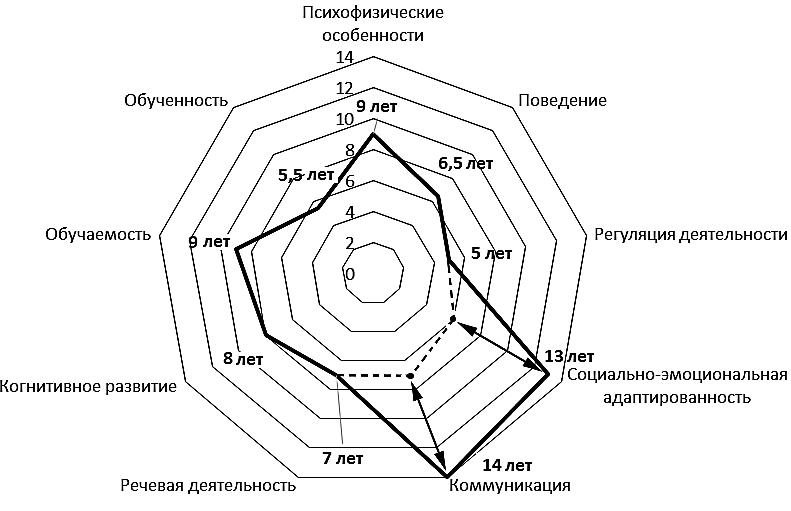 Психофизические
особенности
14
12
10
8
6
4
2
0
9 лет
Поведение
6,5 лет
Регуляция деятельности
5 лет
13 лет
Социально-эмоциональная
адаптированность
14 лет
Коммуникация
7 лет
Речевая деятельность
8 лет
Когнитивное развитие
9 лет
Обучаемость
5,5 лет
Обученность